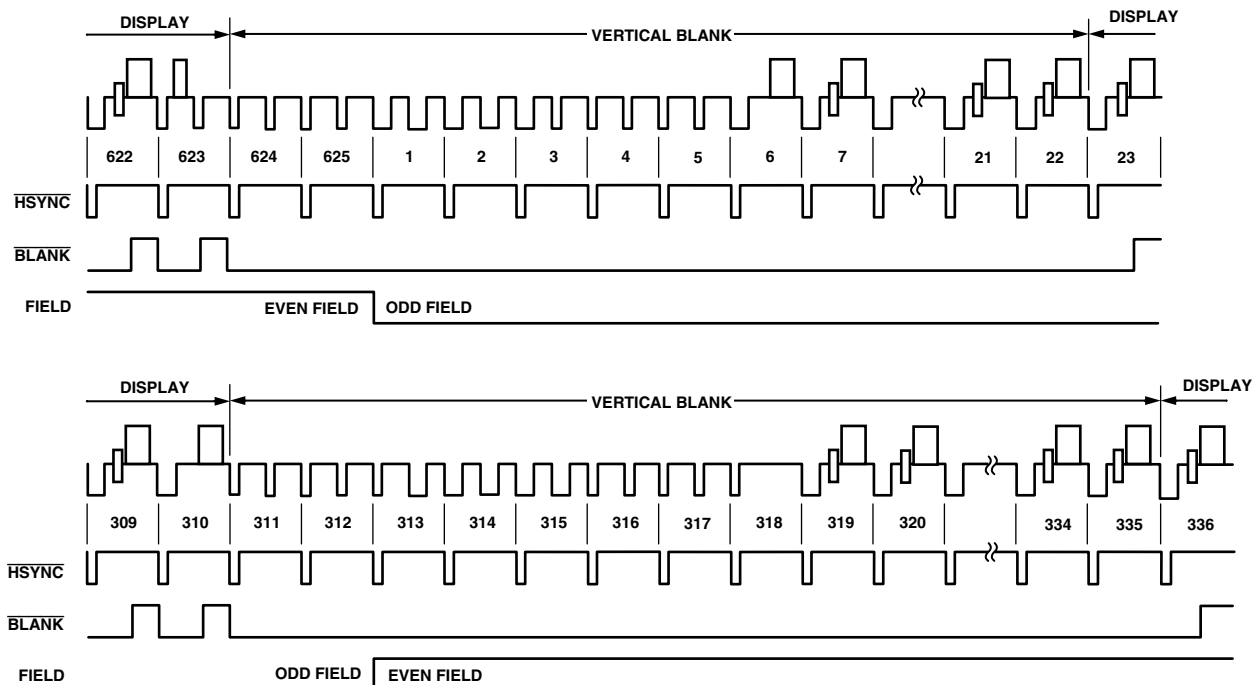 DISPLAY VERTICAL BLANK DISPLAY
622 623 624 625 1 2 3 4 5 6 7 21 22 23
HSYNC
BLANK
FIELD EVEN FIELD ODD FIELD
DISPLAY VERTICAL BLANK DISPLAY
309 310 311 312 313 314 315 316 317 318 319 320 334 335 336
HSYNC
BLANK
FIELD ODD FIELD EVEN FIELD